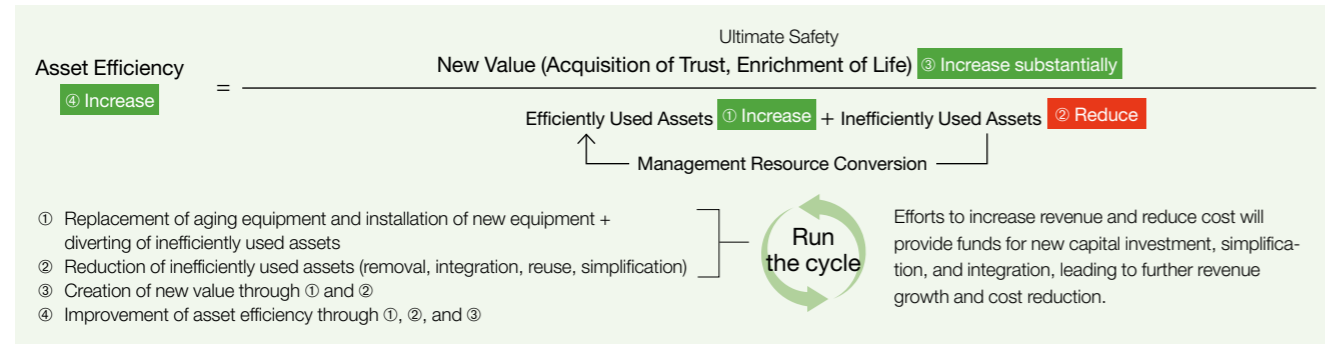 Ultimate Safety
Asset Efficiency
④ Increase
=
New Value (Acquisition of Trust, Enrichment of Life) ③ Increase substantially
Efficiently Used Assets ① Increase + Inefficiently Used Assets ② Reduce
Management Resource Conversion
① Replacement of aging equipment and installation of new equipment +
diverting of inefficiently used assets
② Reduction of inefficiently used assets (removal, integration, reuse, simplification)
③ Creation of new value through ① and ②
④ Improvement of asset efficiency through ①, ②, and ③
Run
the cycle
Efforts to increase revenue and reduce cost will
provide funds for new capital investment, simplifica-
tion, and integration, leading to further revenue
growth and cost reduction.